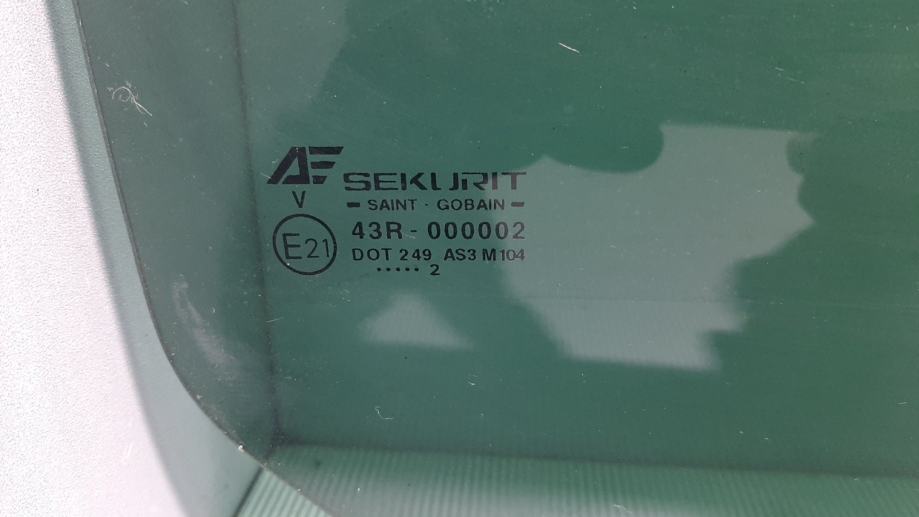 AF SEKURIT
V
SAINT · GOBAIN
E21
43R - 000002
DOT 249 AS3 M104
..... 2